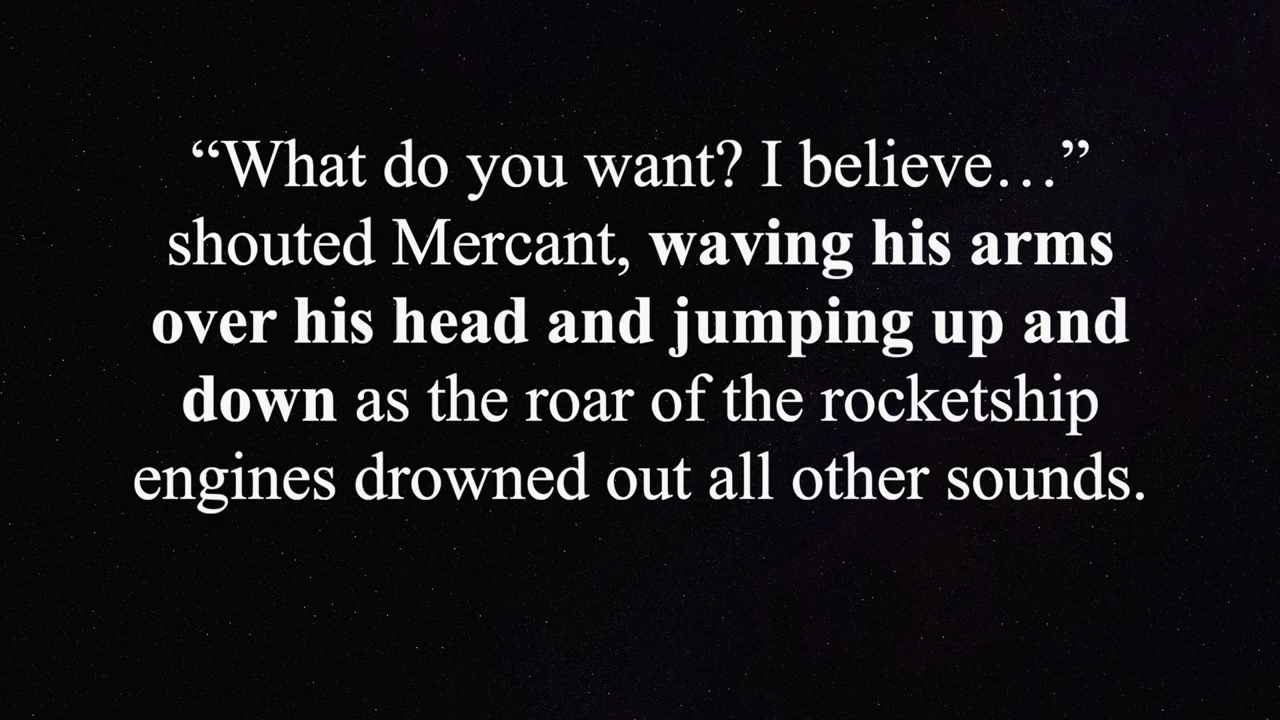 “What do you want? I believe…”
shouted Mercant, waving his arms
over his head and jumping up and
down as the roar of the rocketship
engines drowned out all other sounds.